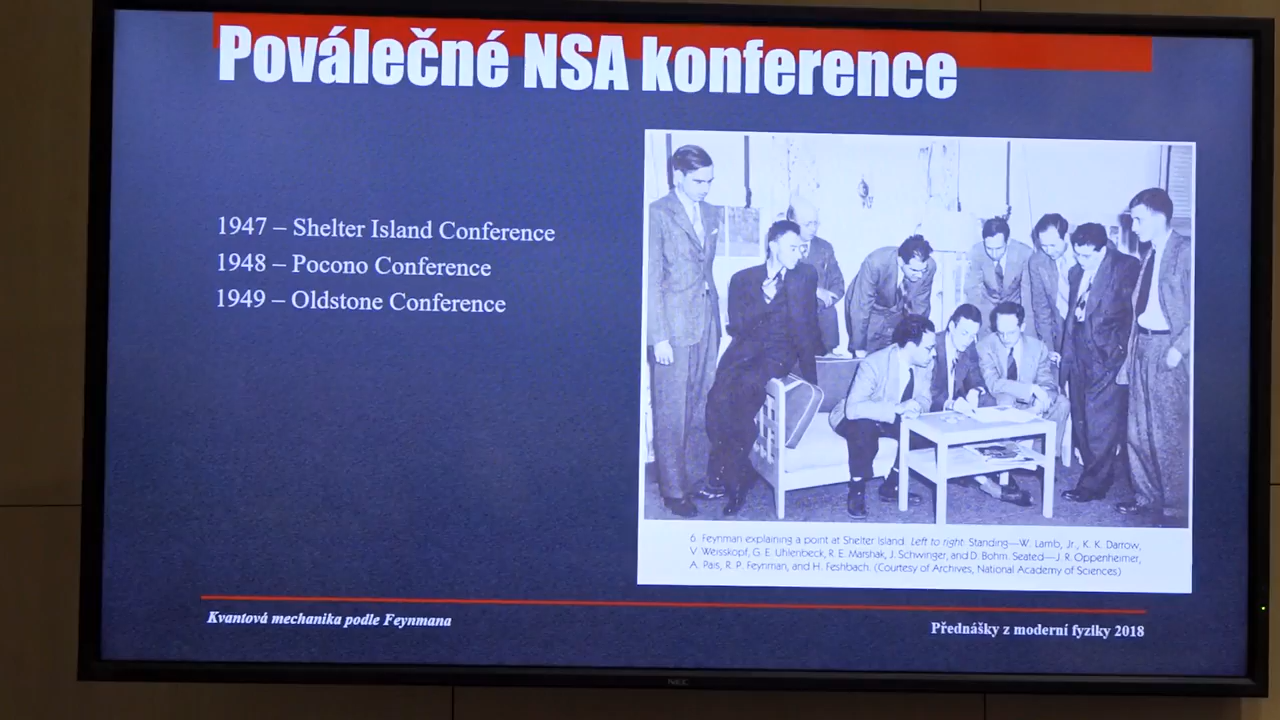 Poválečné NSA konference
1947 – Shelter Island Conference
1948 – Pocono Conference
1949 – Oldstone Conference
6. Feynman explaining a point at Shelter Island. Left to right: Standing—W. Lamb, Jr., K. K. Darrow,
V. Weisskopf, G. E. Uhlenbeck, R. E. Marshak, J. Schwinger, and D. Bohm. Seated—J. R. Oppenheimer,
A. Pais, R. P. Feynman, and H. Feshbach. (Courtesy of Archives, National Academy of Sciences)
Kvantová mechanika podle Feynmana
Přednášky z moderní fyziky 2018
NEC